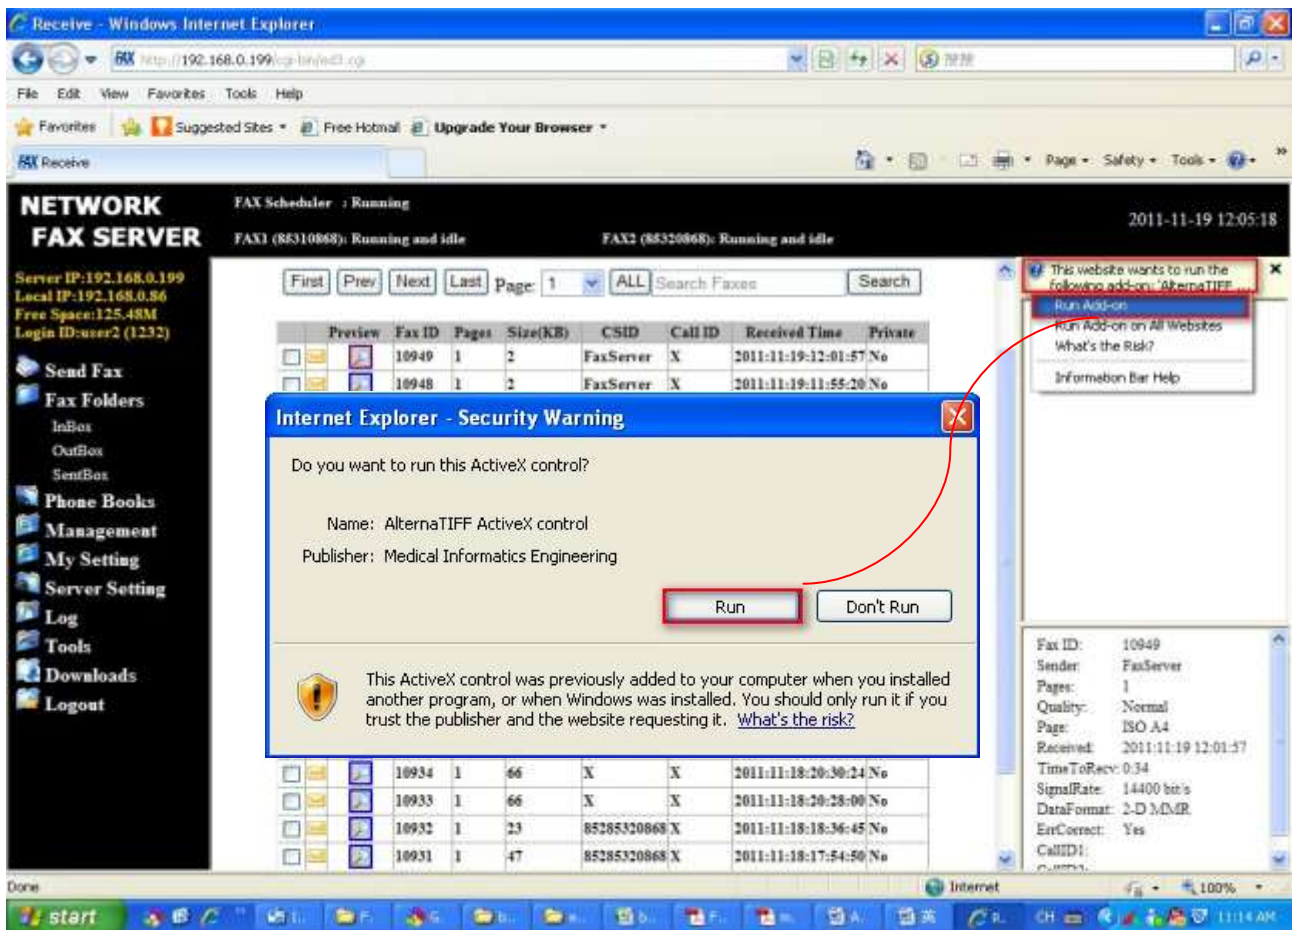 Receive - Windows Internet Explorer
http://192.168.0.199/cgi-bin/
File Edit View Favorites Tools Help
Favorites Suggested Sites Free Hotmail Upgrade Your Browser
FAX Receive
Page Safety Tools
NETWORK
FAX SERVER
FAX Scheduler : Running
FAX1 (88310868): Running and idle FAX2 (88320868): Running and idle
2011-11-19 12:05:18
Server IP:192.168.0.199
Local IP:192.168.0.86
Free Space:125.48M
Login ID:user2 (1232)
Send Fax
Fax Folders
InBox
OutBox
SentBox
Phone Books
Management
My Setting
Server Setting
Log
Tools
Downloads
Logout
First Prev Next Last Page: 1 ALL Search Faxes Search
Preview Fax ID Pages Size(KB) CSID Call ID Received Time Private
10949 1 2 FaxServer X 2011:11:19:12:01:57 No
10948 1 2 FaxServer X 2011:11:19:11:55:20 No
Internet Explorer - Security Warning
Do you want to run this ActiveX control?
Name: AlternaTIFF ActiveX control
Publisher: Medical Informatics Engineering
Run Don't Run
This ActiveX control was previously added to your computer when you installed
another program, or when Windows was installed. You should only run it if you
trust the publisher and the website requesting it. What's the risk?
10934 1 66 X X 2011:11:18:20:30:24 No
10933 1 66 X X 2011:11:18:20:28:00 No
10932 1 23 85285320868 X 2011:11:18:18:36:45 No
10931 1 47 85285320868 X 2011:11:18:17:54:50 No
This website wants to run the
following add-on: 'AlternaTIFF ...
Run Add-on
Run Add-on on All Websites
What's the Risk?
Information Bar Help
Fax ID: 10949
Sender: FaxServer
Pages: 1
Quality: Normal
Page: ISO A4
Received: 2011:11:19 12:01:57
TimeToRecv: 0:34
SignalRate: 14400 bit/s
DataFormat: 2-D MMR
ErrCorrect: Yes
CallID1:
Done Internet 100%
start CH 11:14 AM